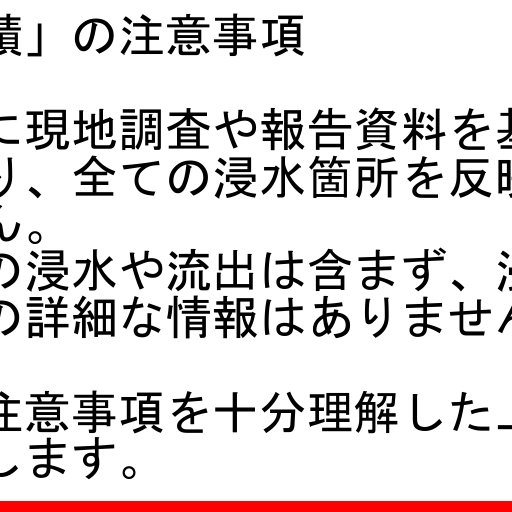 績」の注意事項
に現地調査や報告資料を基
り、全ての浸水箇所を反映
ん。
の浸水や流出は含まず、浸
の詳細な情報はありません
注意事項を十分理解した上
します。